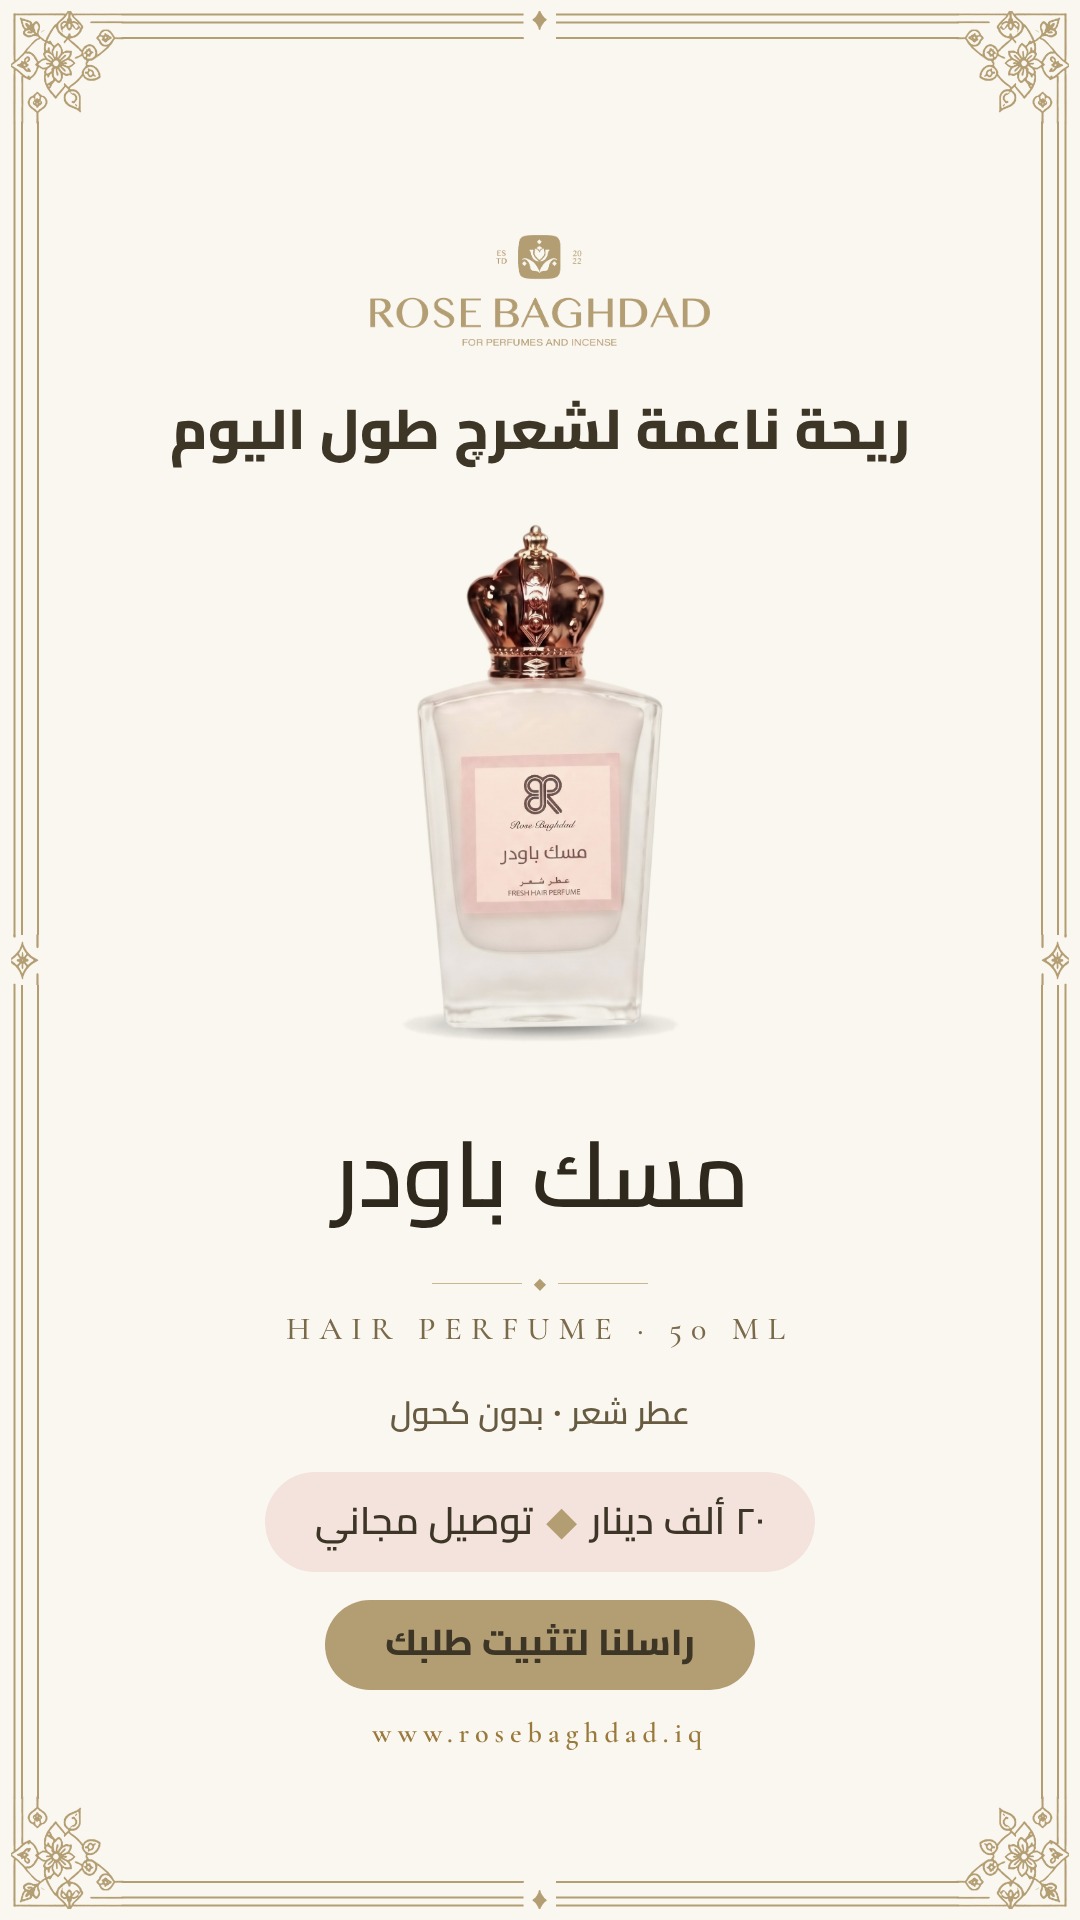 ES
TD
20
22
ROSE BAGHDAD
FOR PERFUMES AND INCENSE
ريحة ناعمة لشعرچ طول اليوم
BR
Rose Baghdad
مسك باودر
عطر شعر
FRESH HAIR PERFUME
مسك باودر
HAIR PERFUME · 50 ML
عطر شعر • بدون كحول
٢٠ ألف دينار ◆ توصيل مجاني
راسلنا لتثبيت طلبك
www.rosebaghdad.iq